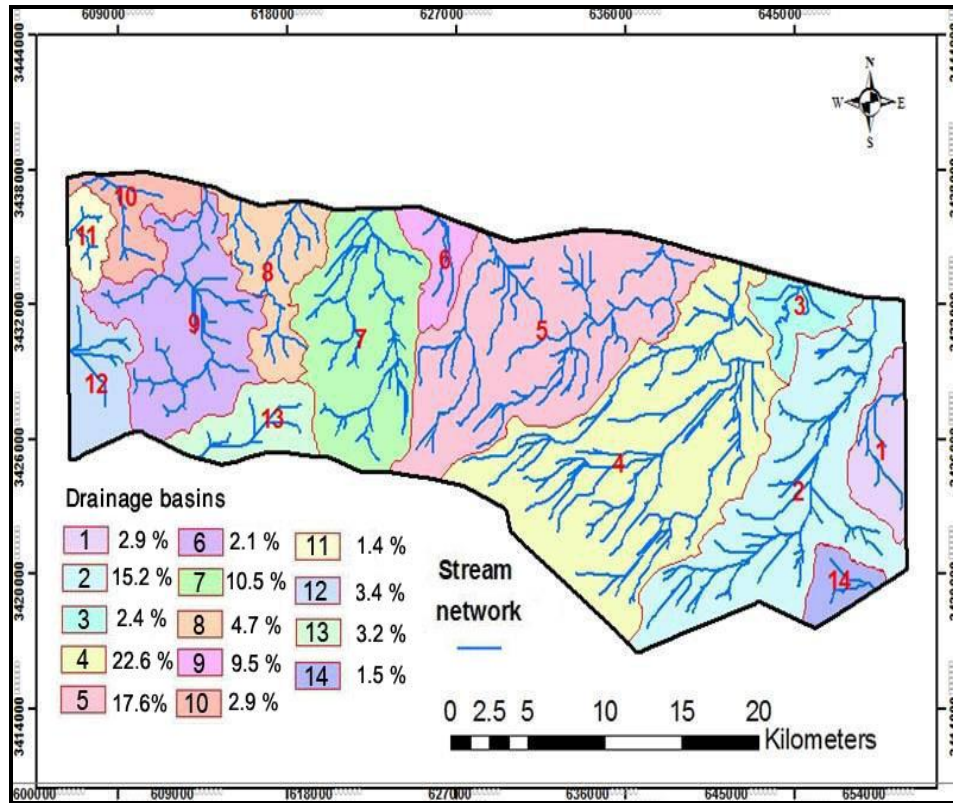 609000 618000 627000 636000 645000
3444000
3438000
3432000
3426000
3420000
3414000
N
W E
S
10
11
6
8
3
9
5
7
12
13
1
4
2
14
Drainage basins
1 2.9 %
2 15.2 %
3 2.4 %
4 22.6 %
5 17.6%
6 2.1 %
7 10.5 %
8 4.7 %
9 9.5 %
10 2.9 %
11 1.4 %
12 3.4 %
13 3.2 %
14 1.5 %
Stream
network
0 2.5 5 10 15 20
Kilometers
600000 609000 618000 627000 636000 645000 654000